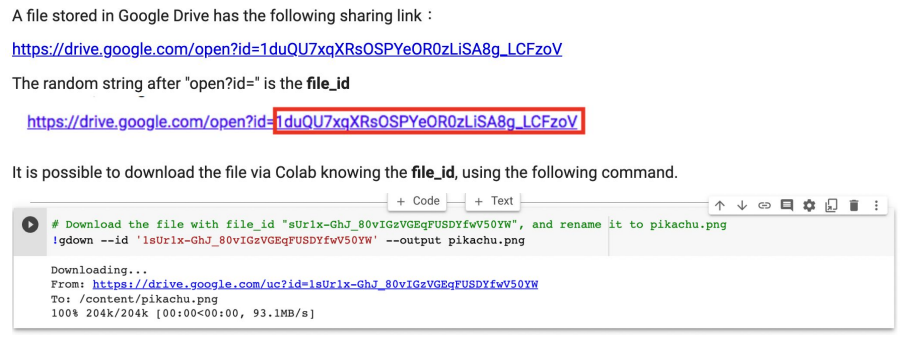 A file stored in Google Drive has the following sharing link：
https://drive.google.com/open?id=1duQU7xqXRsOSPYeOR0zLiSA8g_LCFzoV
The random string after "open?id=" is the file_id
https://drive.google.com/open?id=1duQU7xqXRsOSPYeOR0zLiSA8g_LCFzoV
It is possible to download the file via Colab knowing the file_id, using the following command.
+ Code + Text
# Download the file with file_id "sUr1x-GhJ_80vIGzVGEqFUSDYfwV50YW", and rename it to pikachu.png
!gdown --id '1sUr1x-GhJ_80vIGzVGEqFUSDYfwV50YW' --output pikachu.png
Downloading...
From: https://drive.google.com/uc?id=1sUr1x-GhJ_80vIGzVGEqFUSDYfwV50YW
To: /content/pikachu.png
100% 204k/204k [00:00<00:00, 93.1MB/s]